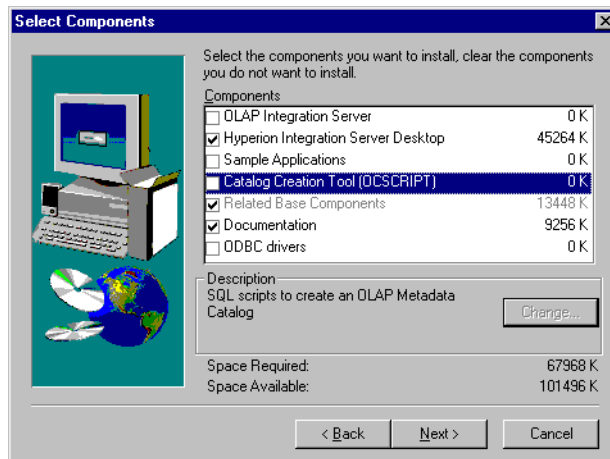 Select Components
Select the components you want to install, clear the components
you do not want to install.
Components
OLAP Integration Server 0 K
Hyperion Integration Server Desktop 45264 K
Sample Applications 0 K
Catalog Creation Tool (OCSCRIPT) 0 K
Related Base Components 13448 K
Documentation 9256 K
ODBC drivers 0 K
Description
SQL scripts to create an OLAP Metadata
Catalog
Change...
Space Required: 67968 K
Space Available: 101496 K
< Back Next > Cancel